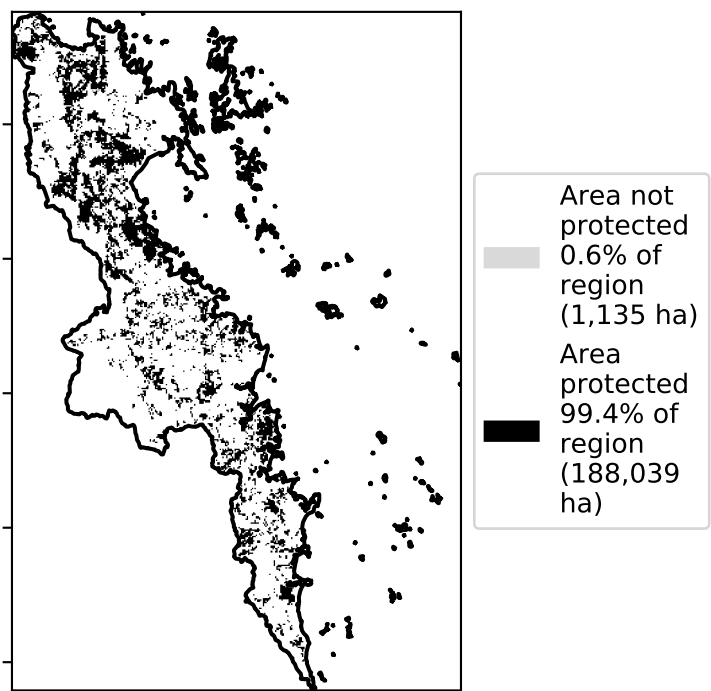 Area not
protected
0.6% of
region
(1,135 ha)
Area
protected
99.4% of
region
(188,039
ha)